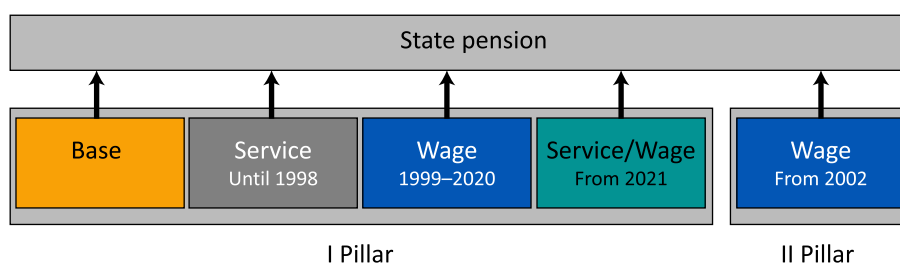 State pension
Base
Service
Until 1998
Wage
1999–2020
Service/Wage
From 2021
Wage
From 2002
I Pillar
II Pillar